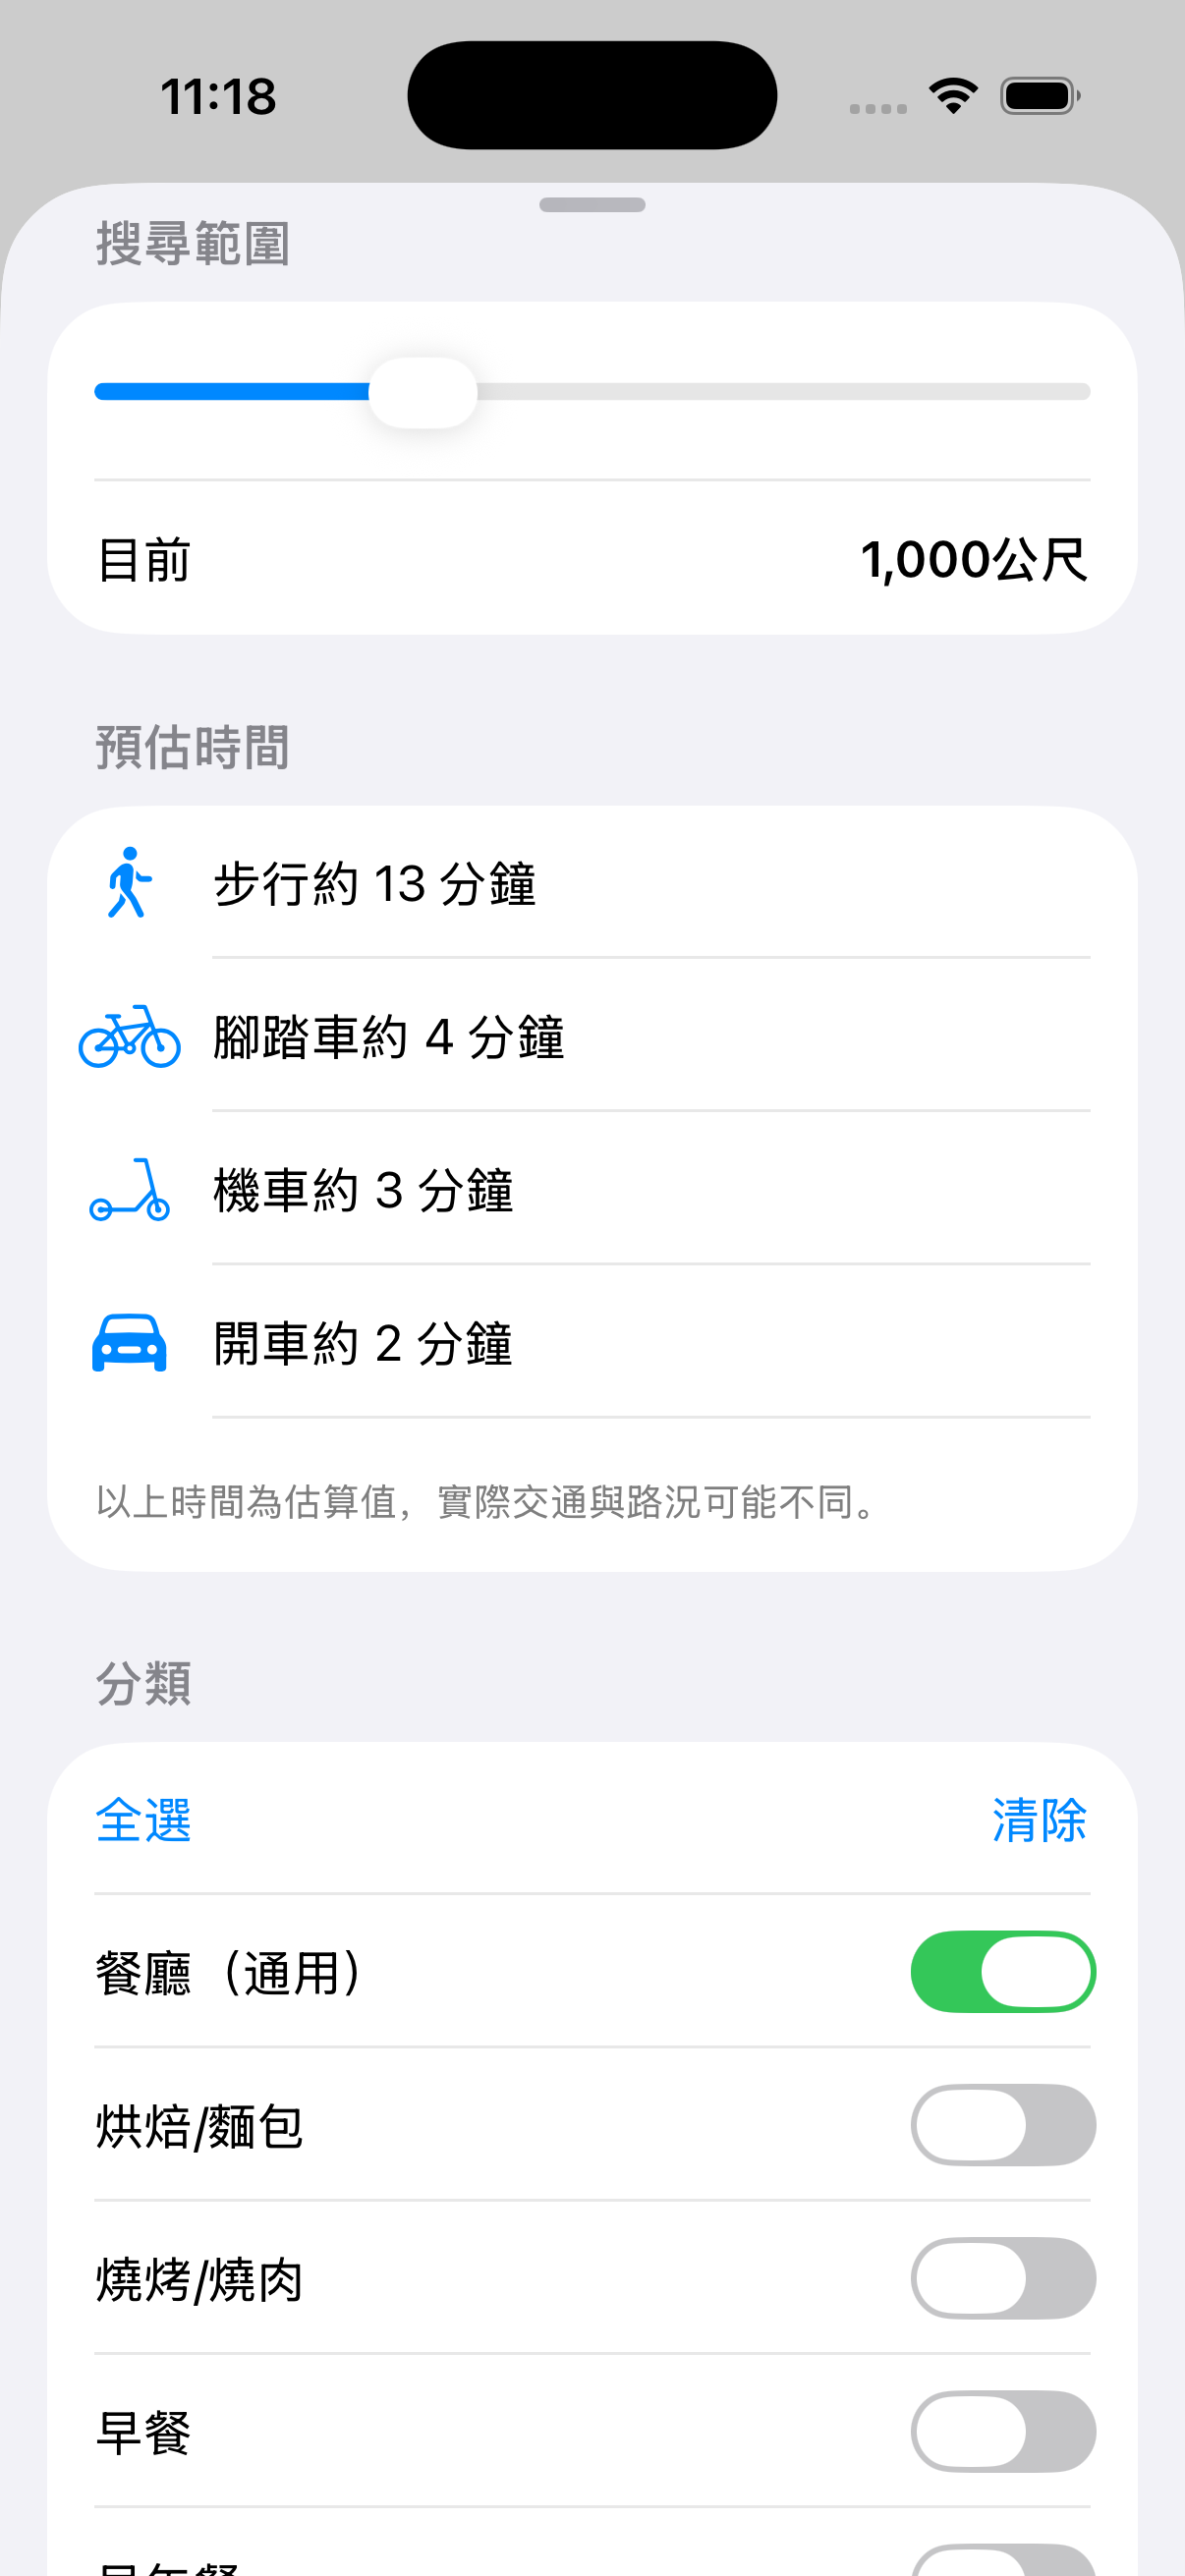 11:18
搜尋範圍
目前
1,000公尺
預估時間
步行約 13 分鐘
腳踏車約 4 分鐘
機車約 3 分鐘
開車約 2 分鐘
以上時間為估算值，實際交通與路況可能不同。
分類
全選
清除
餐廳（通用）
烘焙/麵包
燒烤/燒肉
早餐